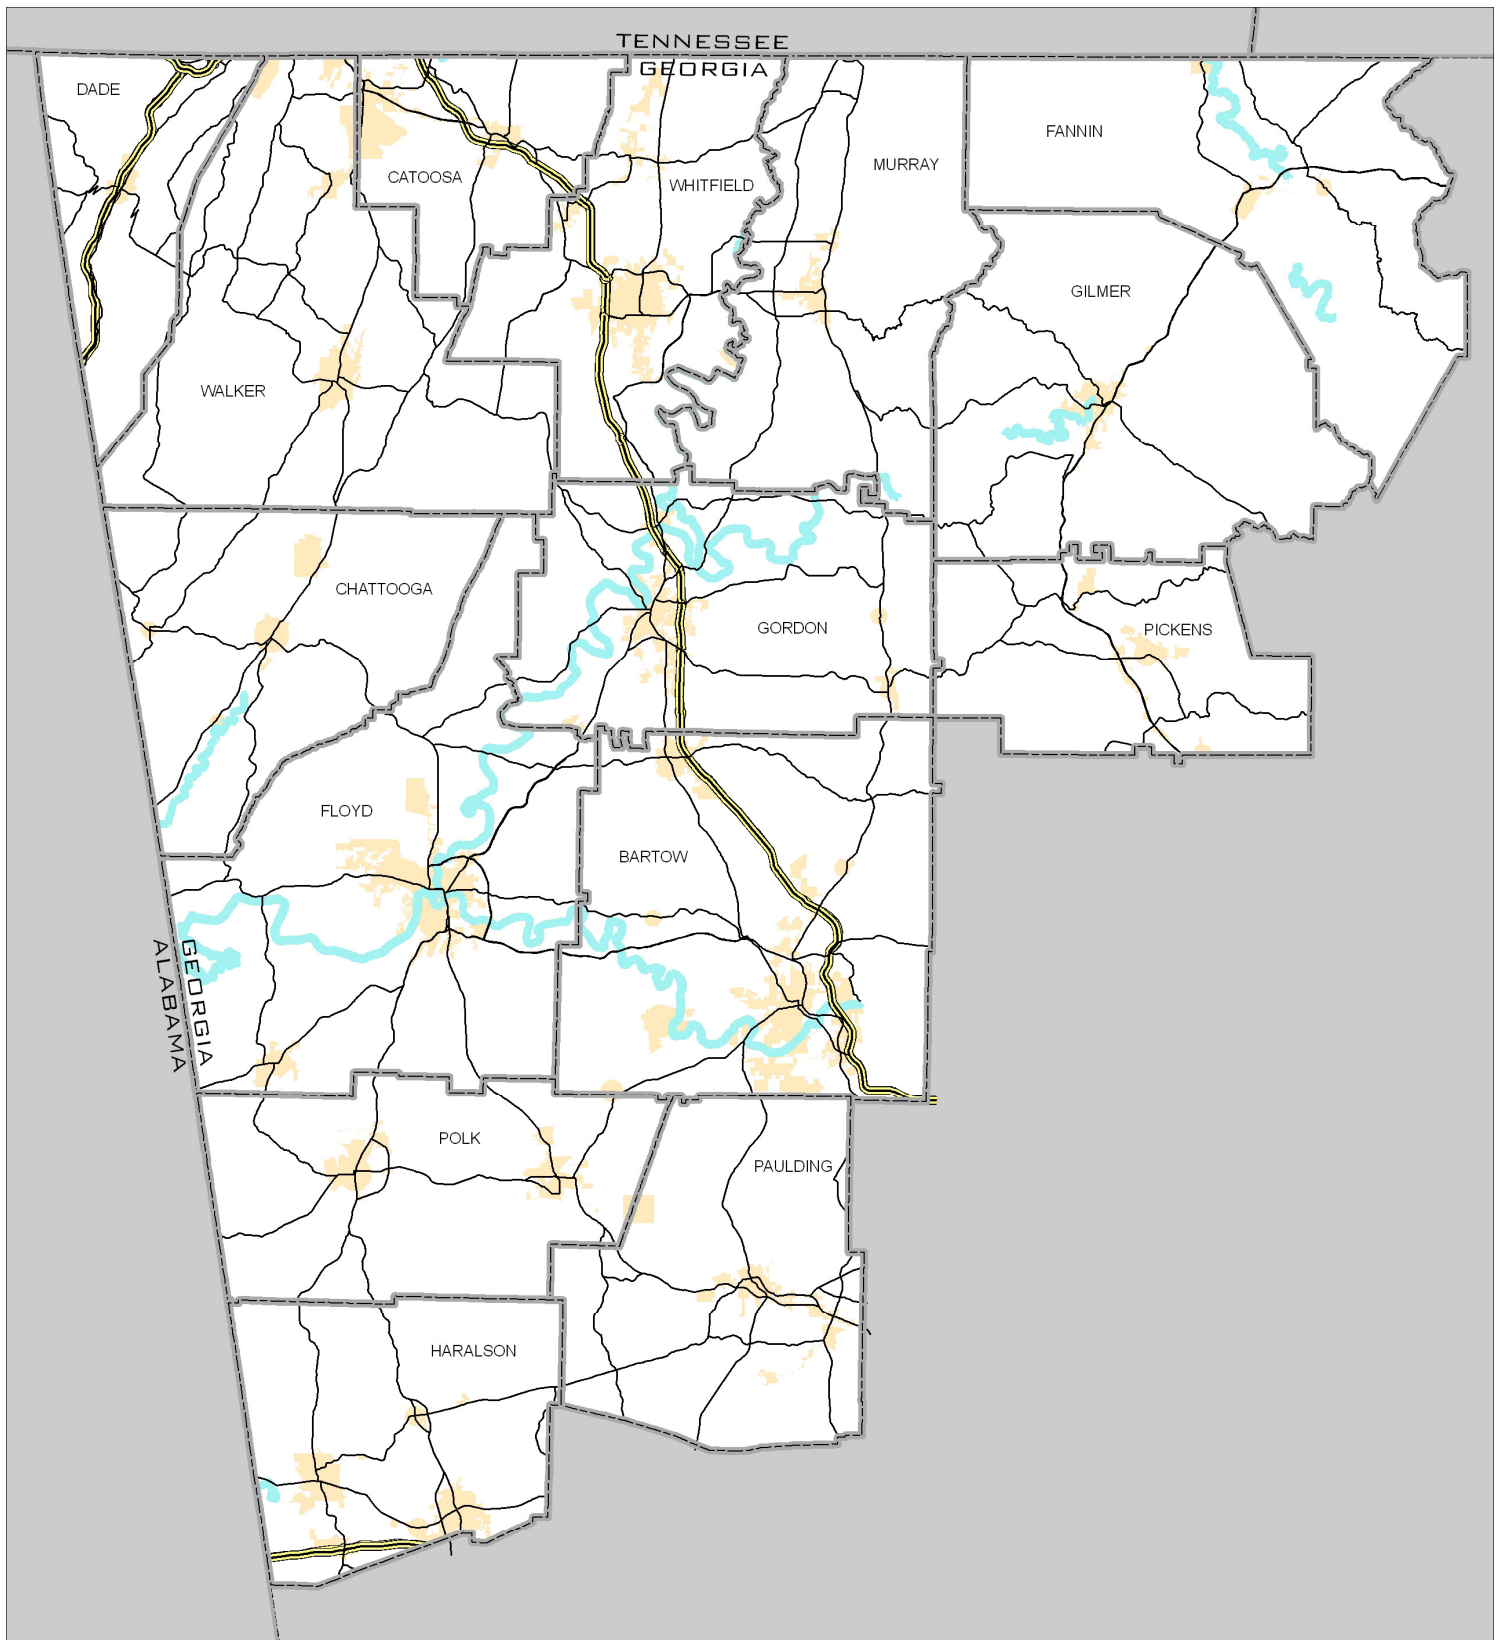 TENNESSEE
GEORGIA
DADE
FANNIN
MURRAY
CATOOSA
WHITFIELD
GILMER
WALKER
CHATTOOGA
GORDON
PICKENS
FLOYD
BARTOW
GEORGIA
ALABAMA
POLK
PAULDING
HARALSON